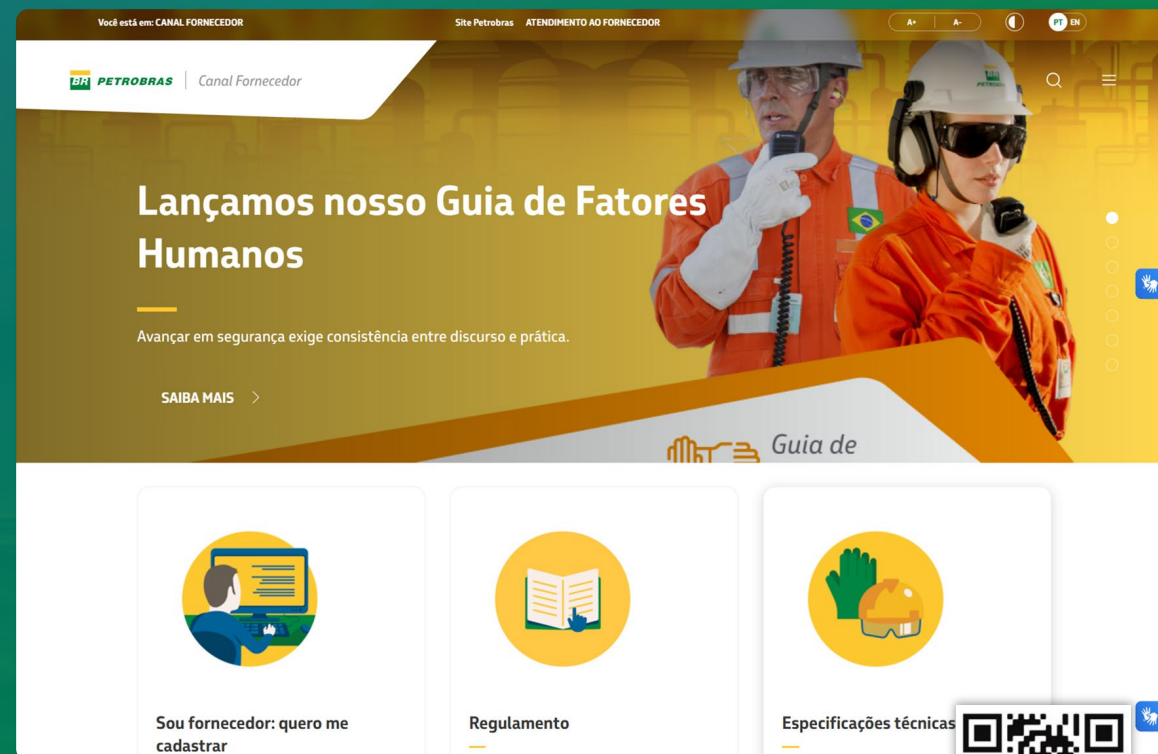 Você está em: CANAL FORNECEDOR
Site Petrobras ATENDIMENTO AO FORNECEDOR
A+ A-
PT EN
BR PETROBRAS Canal Fornecedor
Lançamos nosso Guia de Fatores
Humanos
Avançar em segurança exige consistência entre discurso e prática.
SAIBA MAIS
Guia de
Sou fornecedor: quero me
cadastrar
Regulamento
Especificações técnicas